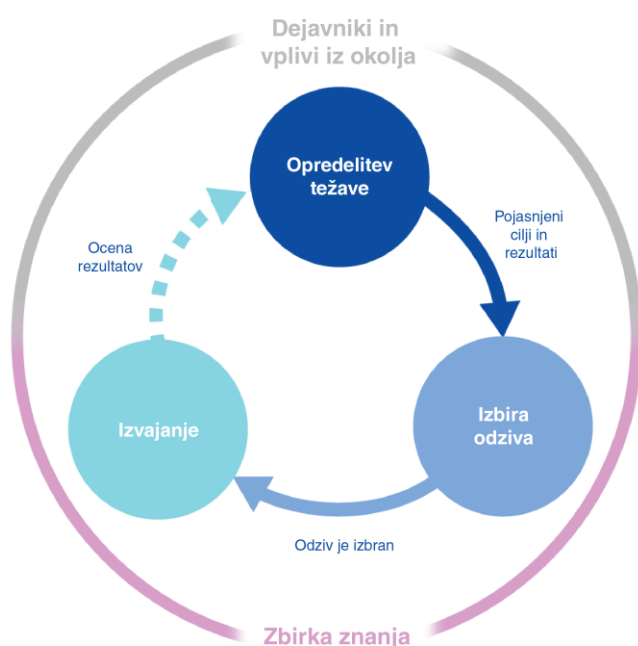 Dejavniki in
vplivi iz okolja
Opredelitev
težave
Pojasnjeni
cilji in
rezultati
Ocena
rezultatov
Izvajanje
Izbira
odziva
Odziv je izbran
Zbirka znanja